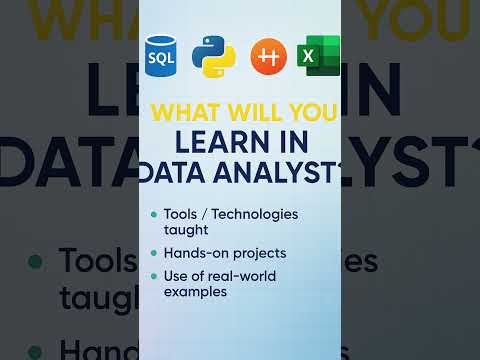 SQL
X
WHAT WILL YOU
LEARN IN
DATA ANALYST?
• Tools / Technologies
taught
• Hands-on projects
• Use of real-world
examples